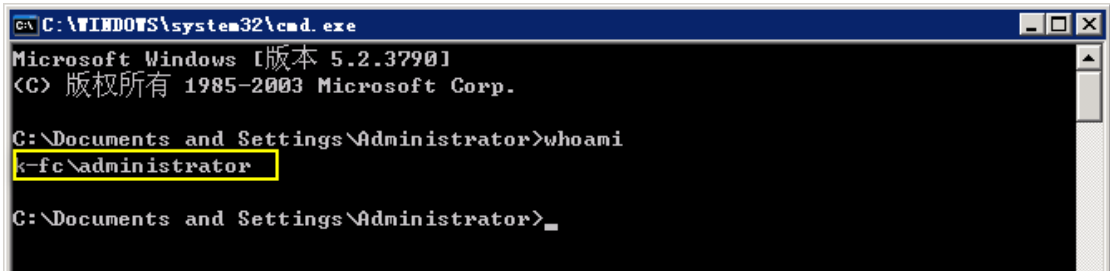 C:\WINDOWS\system32\cmd.exe
Microsoft Windows [版本 5.2.3790]
(C) 版权所有 1985-2003 Microsoft Corp.
C:\Documents and Settings\Administrator>whoami
k-fc\administrator
C:\Documents and Settings\Administrator>_